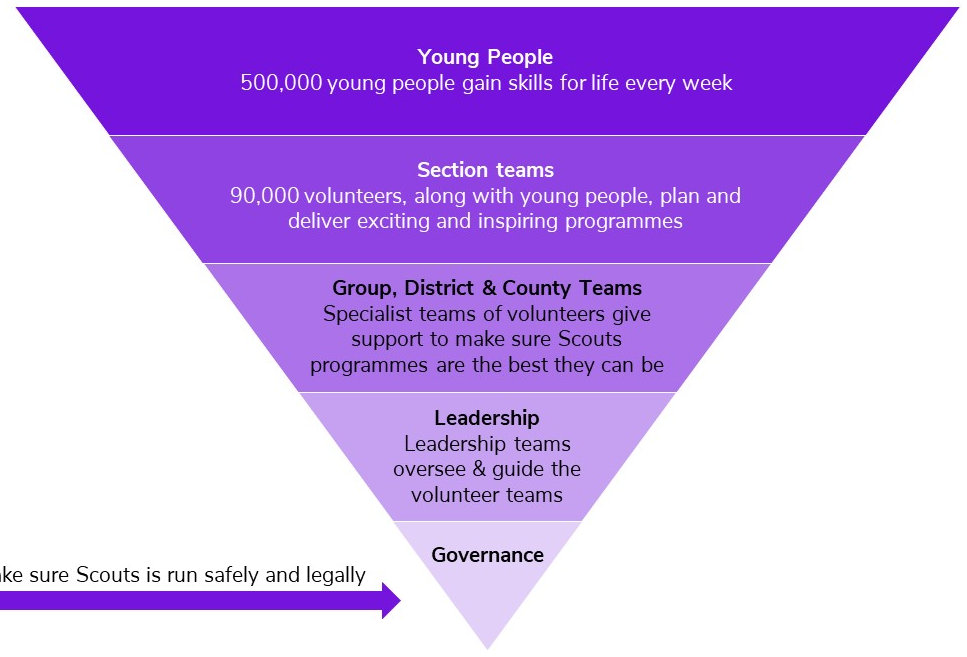 Young People
500,000 young people gain skills for life every week
Section teams
90,000 volunteers, along with young people, plan and
deliver exciting and inspiring programmes
Group, District & County Teams
Specialist teams of volunteers give
support to make sure Scouts
programmes are the best they can be
Leadership
Leadership teams
oversee & guide the
volunteer teams
Governance
sure Scouts is run safely and legally